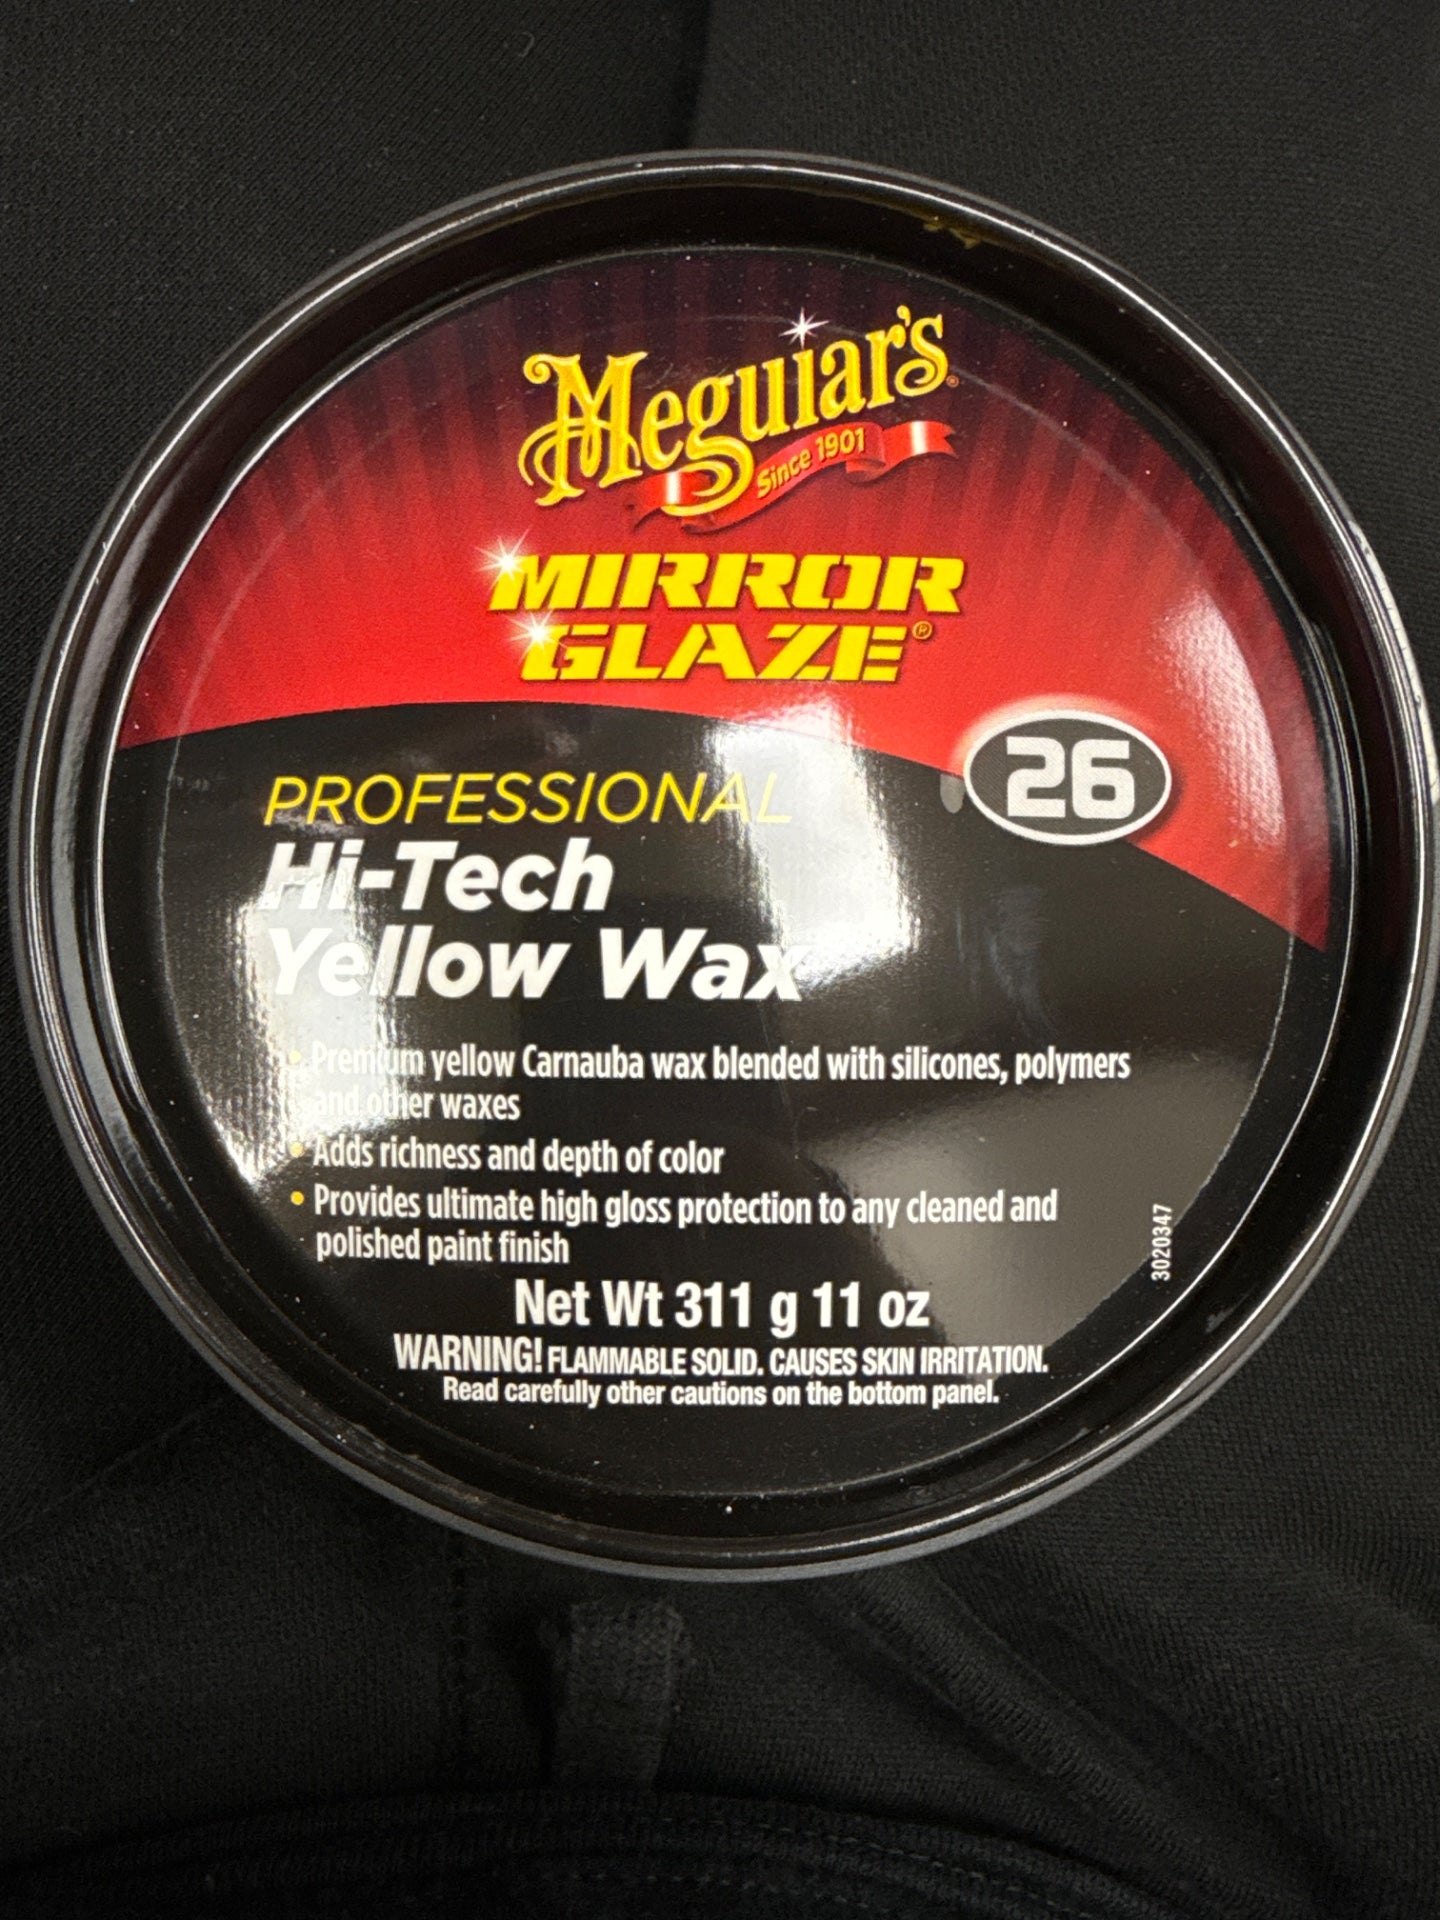 Meguiar's
Since 1901
MIRROR
GLAZE®
26
PROFESSIONAL
Hi-Tech
Yellow Wax
• Premium yellow Carnauba wax blended with silicones, polymers
and other waxes
• Adds richness and depth of color
• Provides ultimate high gloss protection to any cleaned and
polished paint finish
3020347
Net Wt 311 g 11 oz
WARNING! FLAMMABLE SOLID. CAUSES SKIN IRRITATION.
Read carefully other cautions on the bottom panel.